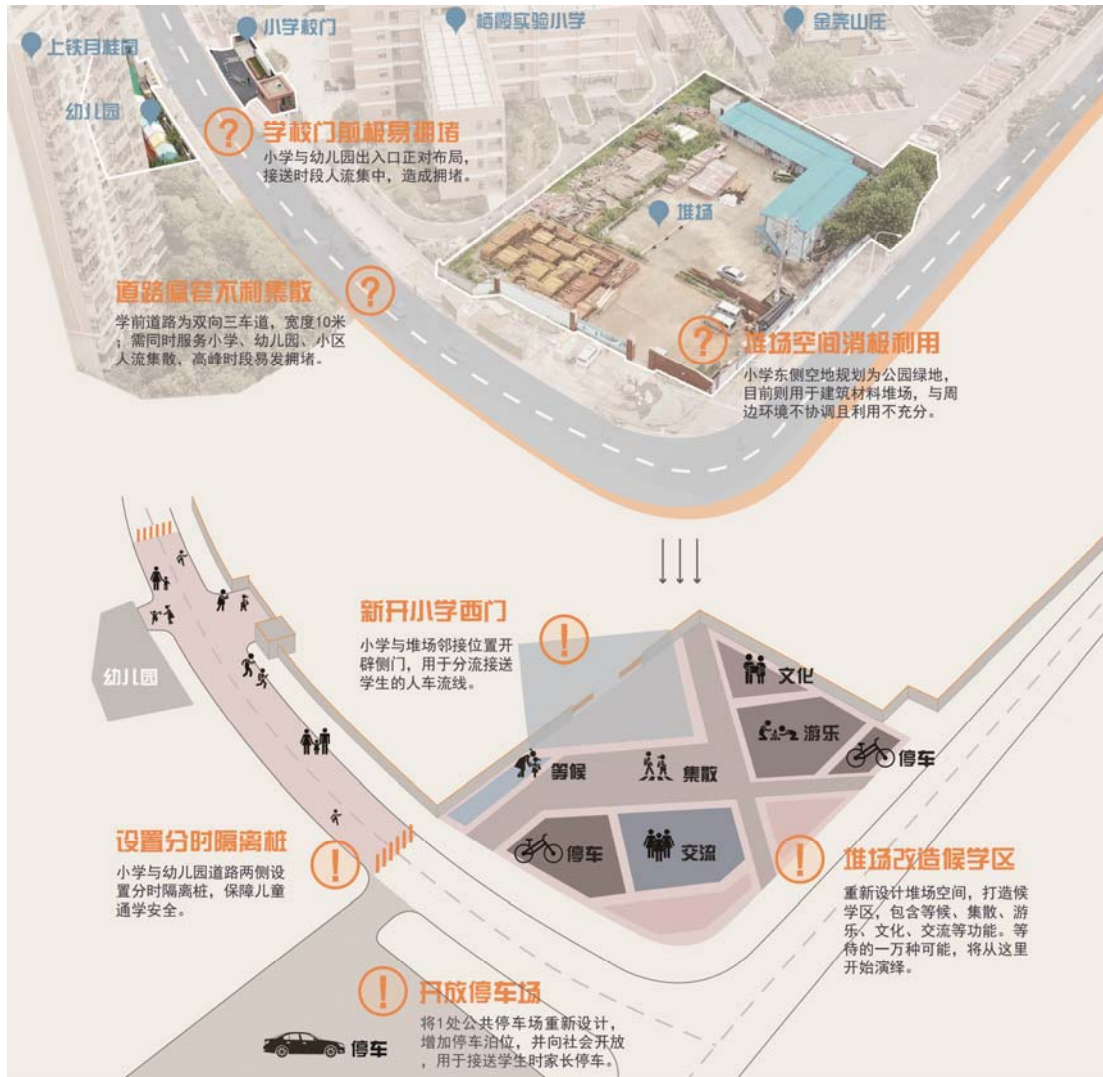 上铁月桂园
小学校门
栖霞实验小学
金尧山庄
幼儿园
学校门前极易拥堵
小学与幼儿园出入口正对布局，
接送时段人流集中，造成拥堵。
堆场
道路偏窄不利集散
学前道路为双向三车道，宽度10米
；需同时服务小学、幼儿园、小区
人流集散、高峰时段易发拥堵。
堆场空间消极利用
小学东侧空地规划为公园绿地，
目前则用于建筑材料堆场，与周
边环境不协调且利用不充分。
新开小学西门
小学与堆场邻接位置开
辟侧门，用于分流接送
学生的人车流线。
幼儿园
文化
游乐
停车
等候
集散
停车
交流
设置分时隔离桩
小学与幼儿园道路两侧设
置分时隔离桩，保障儿童
通学安全。
堆场改造候学区
重新设计堆场空间，打造候
学区，包含等候、集散、游
乐、文化、交流等功能。等
待的一万种可能，将从这里
开始演绎。
开放停车场
将1处公共停车场重新设计，
增加停车泊位，并向社会开放
，用于接送学生时家长停车。
停车